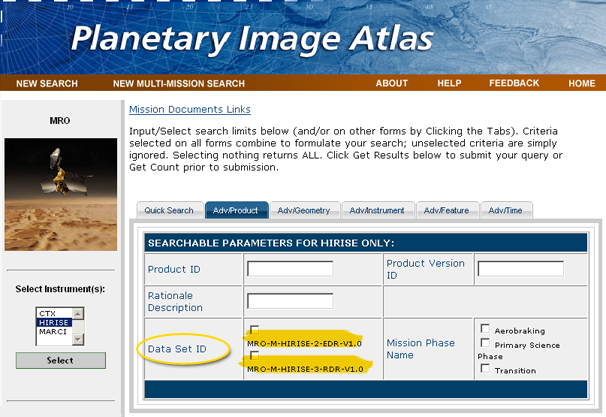 Planetary Image Atlas
NEW SEARCH NEW MULTI-MISSION SEARCH ABOUT HELP FEEDBACK HOME
MRO
Select Instrument(s):
CTX
HIRISE
MARCI
Select
Mission Documents Links
Input/Select search limits below (and/or on other forms by Clicking the Tabs). Criteria
selected on all forms combine to formulate your search; unselected criteria are simply
ignored. Selecting nothing returns ALL. Click Get Results below to submit your query or
Get Count prior to submission.
Quick Search Adv/Product Adv/Geometry Adv/Instrument Adv/Feature Adv/Time
SEARCHABLE PARAMETERS FOR HIRISE ONLY:
Product ID
Product Version
ID
Rationale
Description
Data Set ID
MRO-M-HIRISE-2-EDR-V1.0
MRO-M-HIRISE-3-RDR-V1.0
Mission Phase
Name
Aerobraking
Primary Science
Phase
Transition